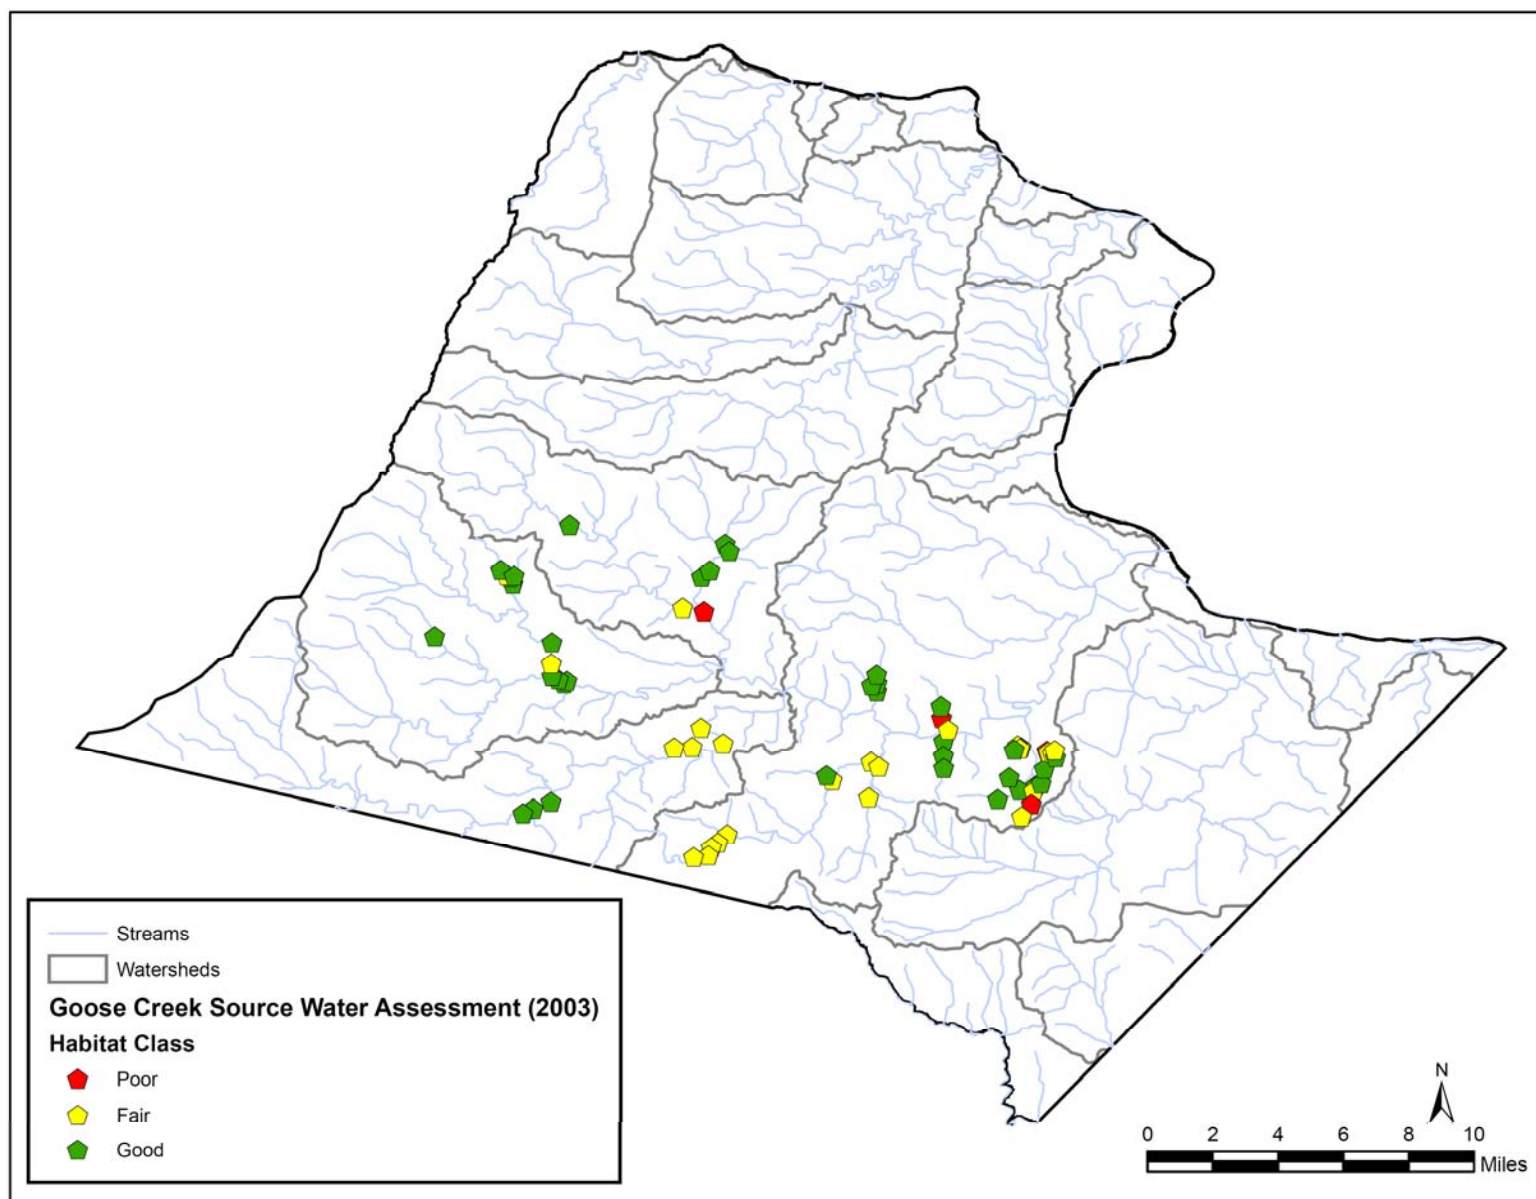 Streams
Watersheds
Goose Creek Source Water Assessment (2003)
Habitat Class
Poor
Fair
Good
N
0 2 4 6 8 10
Miles